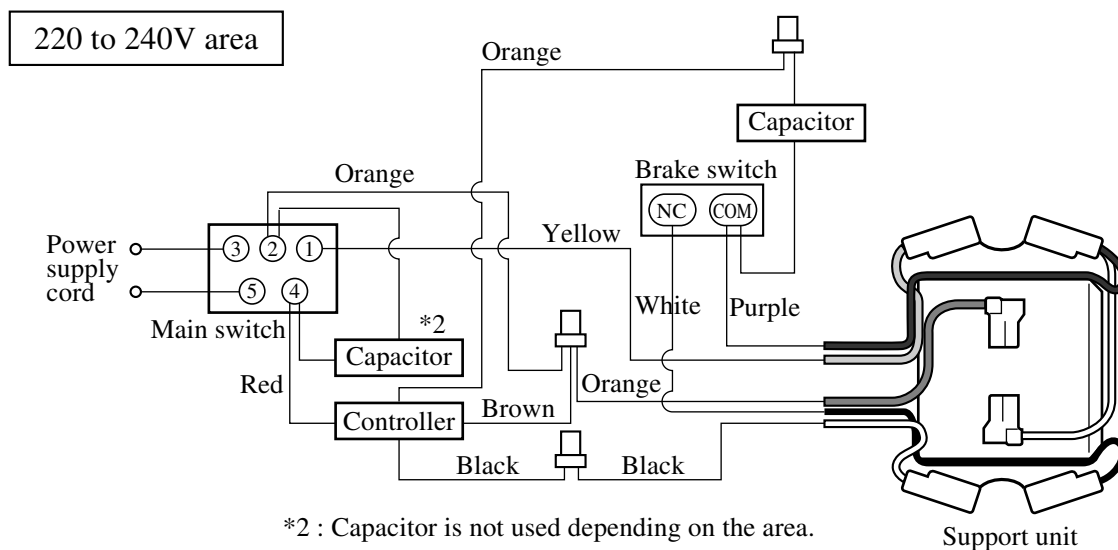 220 to 240V area
Orange
Capacitor
Brake switch
NC
COM
Orange
Power
supply
cord
3
2
1
5
4
Yellow
Main switch
*2
Capacitor
White
Purple
Red
Orange
Controller
Brown
Black
Black
*2 : Capacitor is not used depending on the area.
Support unit